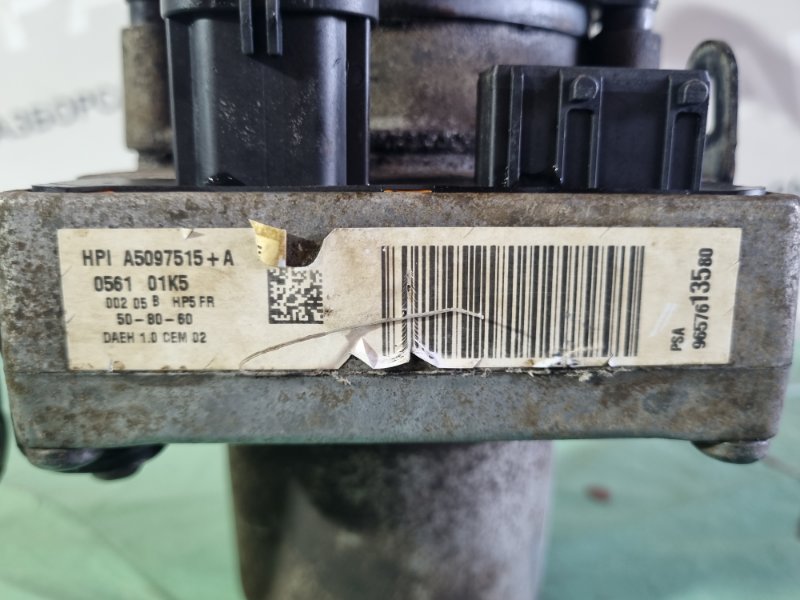 HPI A5097515+A
0561 01K5
002 05 B HP5 FR
50-80-60
DAEH 1.0 CEM 02
PSA
9657613580